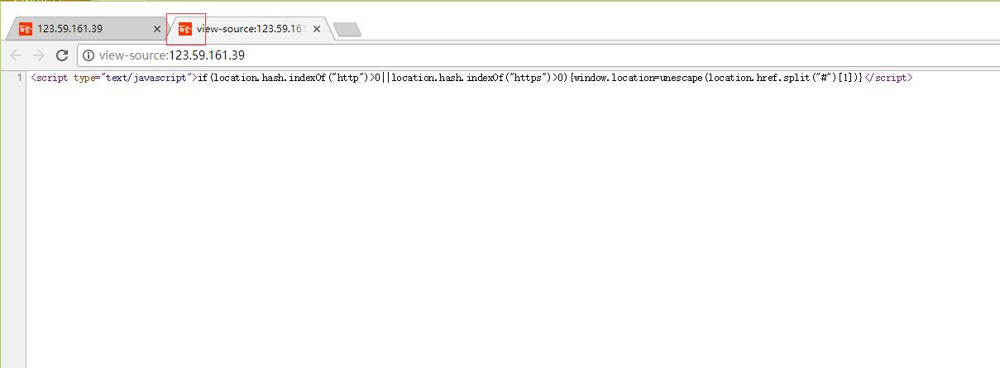 123.59.161.39
view-source:123.59.161
view-source:123.59.161.39
1 <script type="text/javascript">if(location.hash.indexOf("http")>0||location.hash.indexOf("https")>0){window.location=unescape(location.href.split("#")[1])}</script>